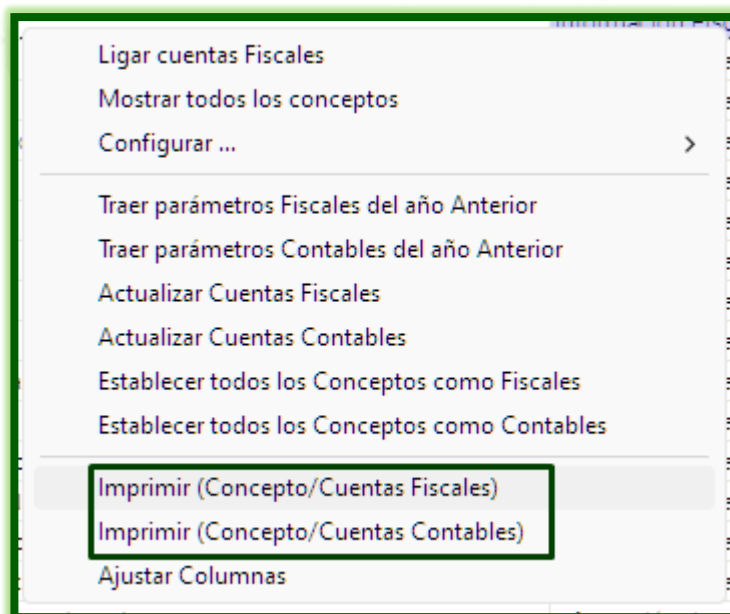 Información Fis
Ligar cuentas Fiscales
Mostrar todos los conceptos
Configurar ...
Traer parámetros Fiscales del año Anterior
Traer parámetros Contables del año Anterior
Actualizar Cuentas Fiscales
Actualizar Cuentas Contables
Establecer todos los Conceptos como Fiscales
Establecer todos los Conceptos como Contables
Imprimir (Concepto/Cuentas Fiscales)
Imprimir (Concepto/Cuentas Contables)
Ajustar Columnas